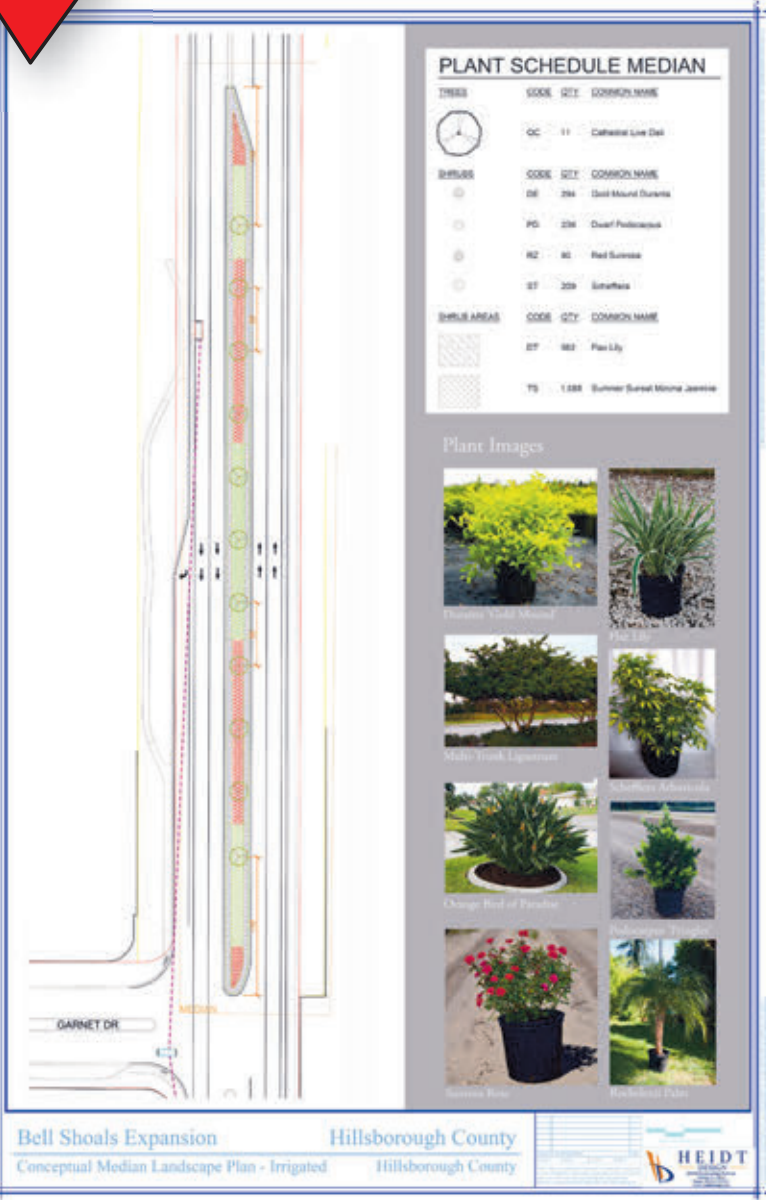 PLANT SCHEDULE MEDIAN
TREES CODE QTY COMMON NAME
QC 11 Cathedral Live Oak
SHRUBS CODE QTY COMMON NAME
DE Gold Mound Duranta
PG Dwarf Podocarpus
RZ Red Sunrose
ST 209 Schefflera
SHRUB AREAS CODE QTY COMMON NAME
DT Flax Lily
TS Summer Sunset Minima Jasmine
Plant Images
Duranta 'Gold Mound'
Flax Lily
Multi-Trunk Ligustrum
Schefflera Arboricola
Orange Bird of Paradise
Podocarpus 'Pringles'
Roebelenii Palm
MEDIAN
GARNET DR
Bell Shoals Expansion Hillsborough County
Conceptual Median Landscape Plan - Irrigated Hillsborough County
HEIDT
DESIGN